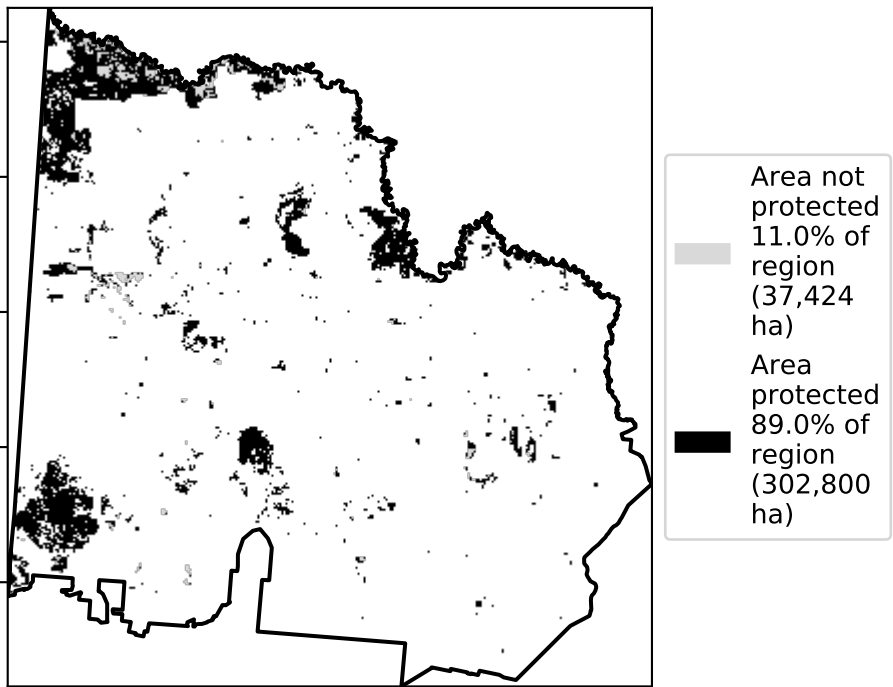 Area not
protected
11.0% of
region
(37,424
ha)
Area
protected
89.0% of
region
(302,800
ha)